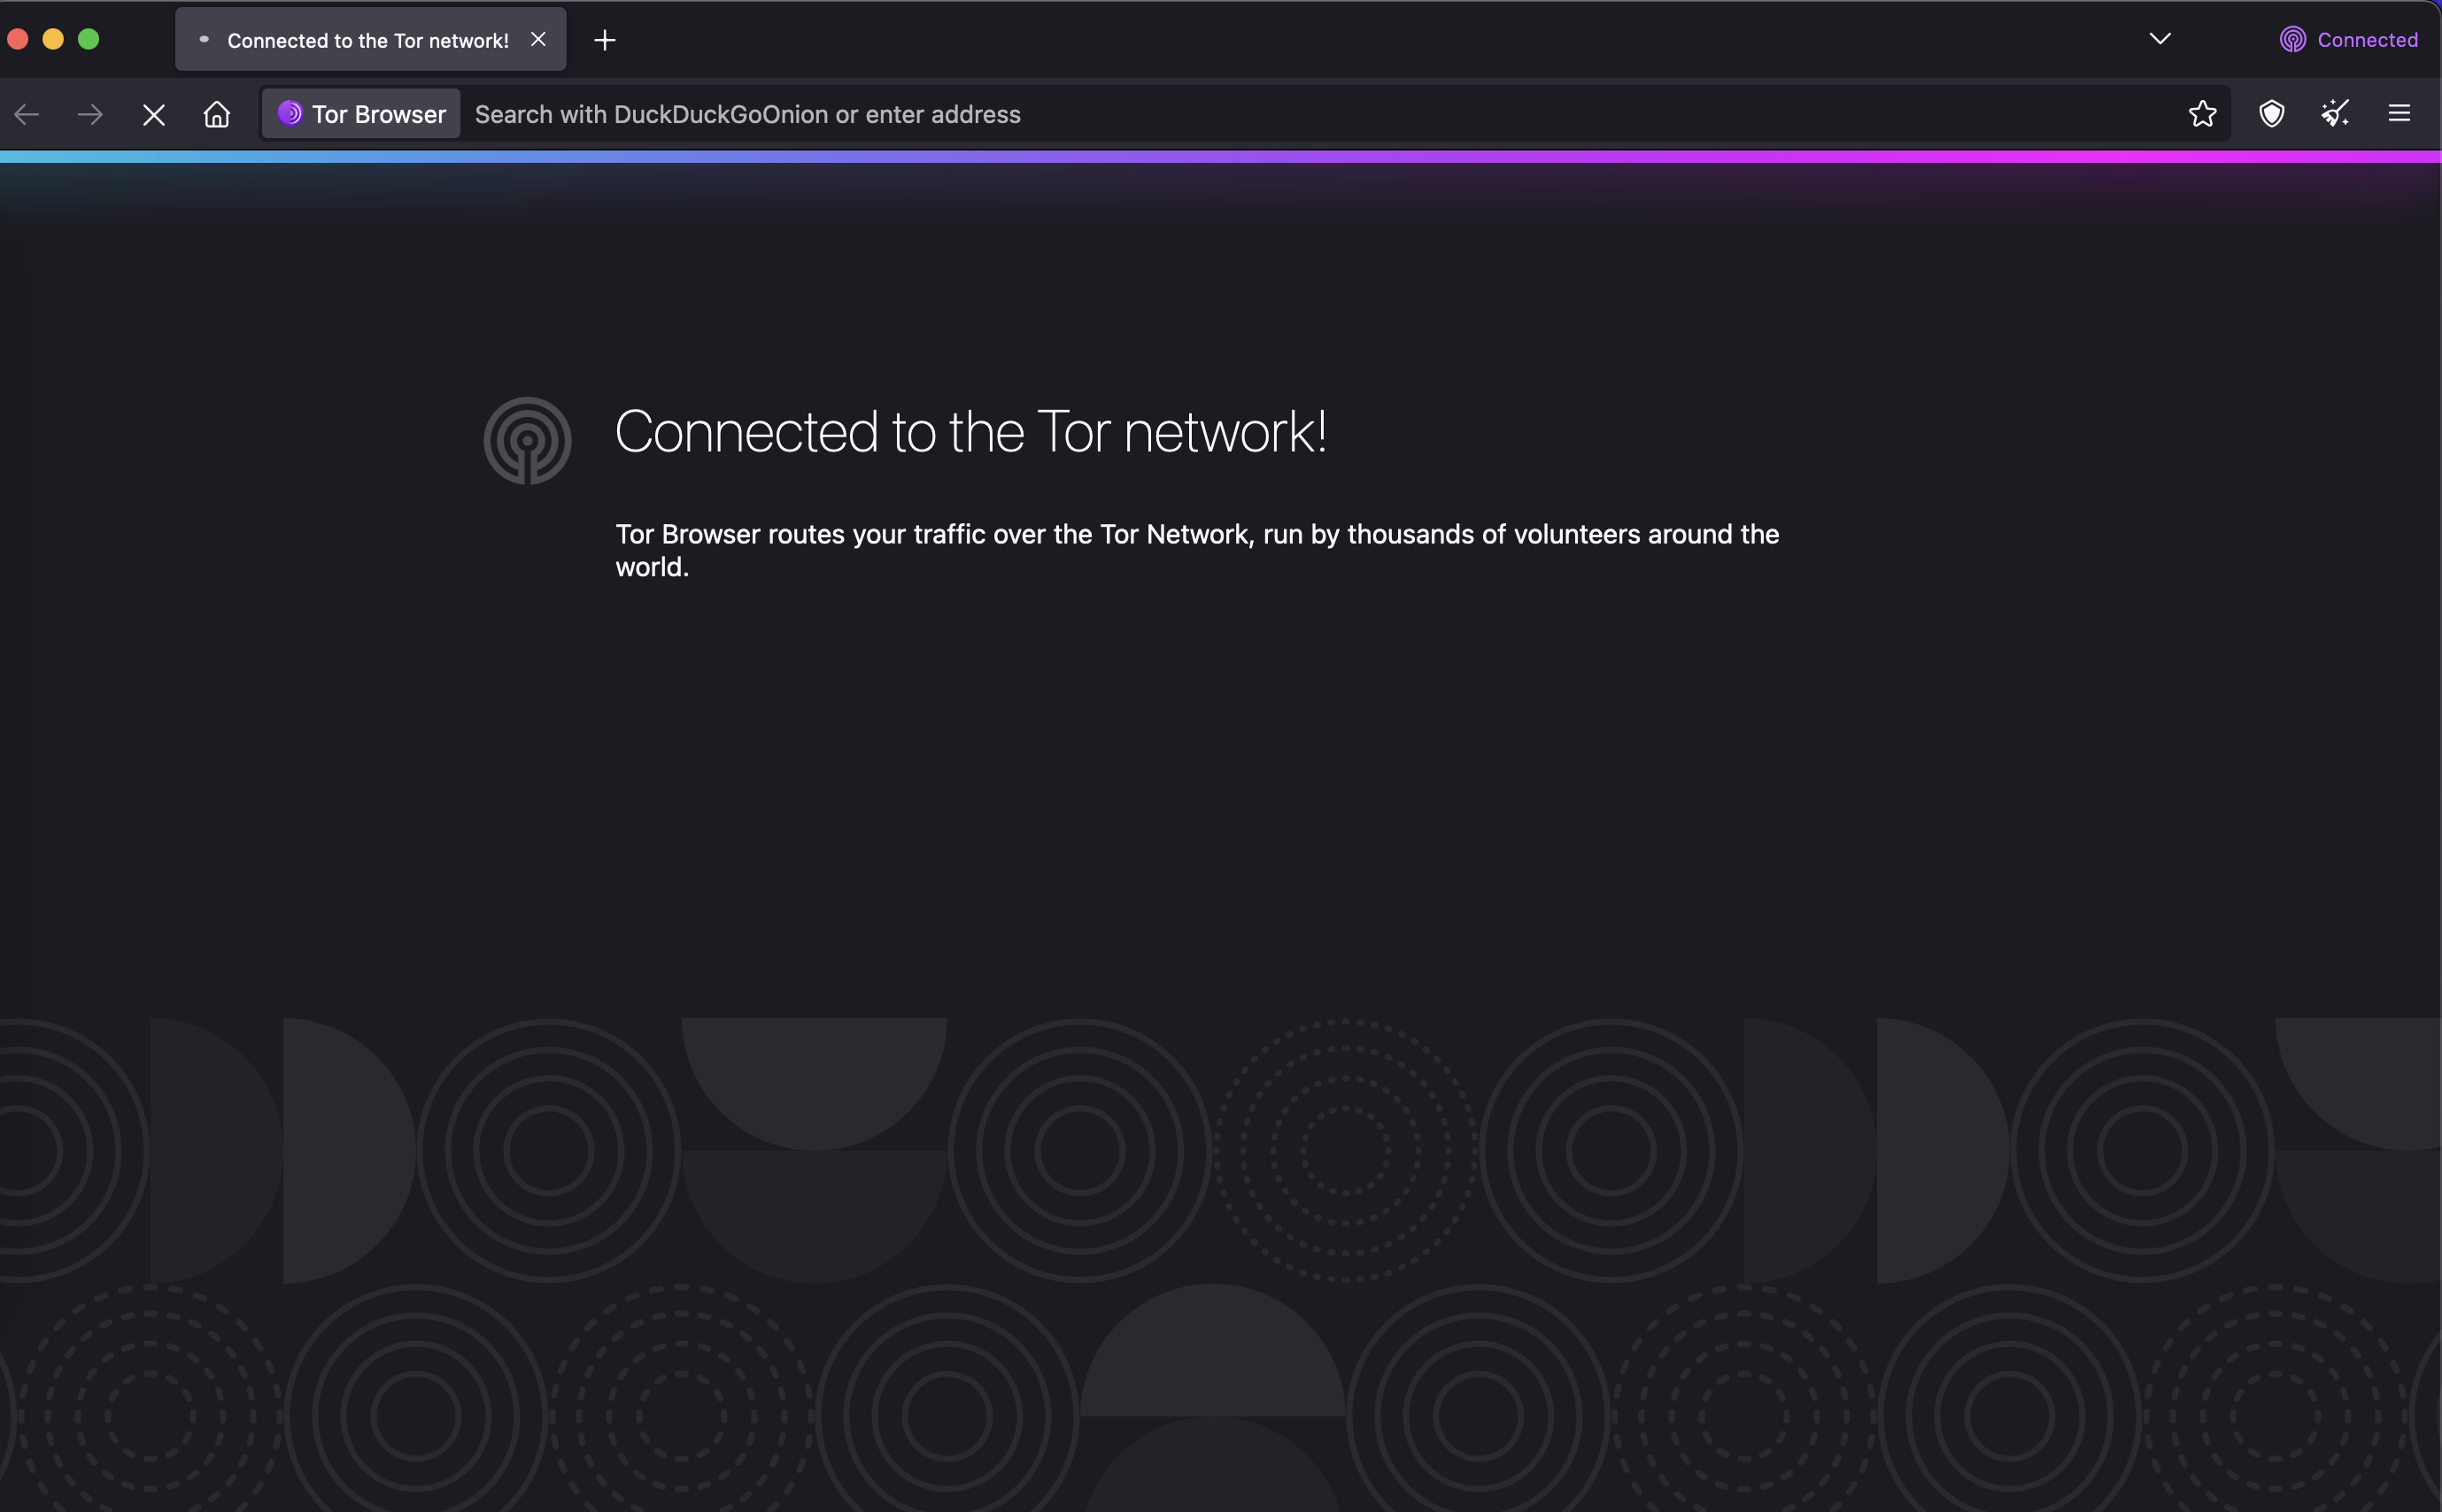 Connected to the Tor network!
Connected
Tor Browser
Search with DuckDuckGoOnion or enter address
Connected to the Tor network!
Tor Browser routes your traffic over the Tor Network, run by thousands of volunteers around the
world.